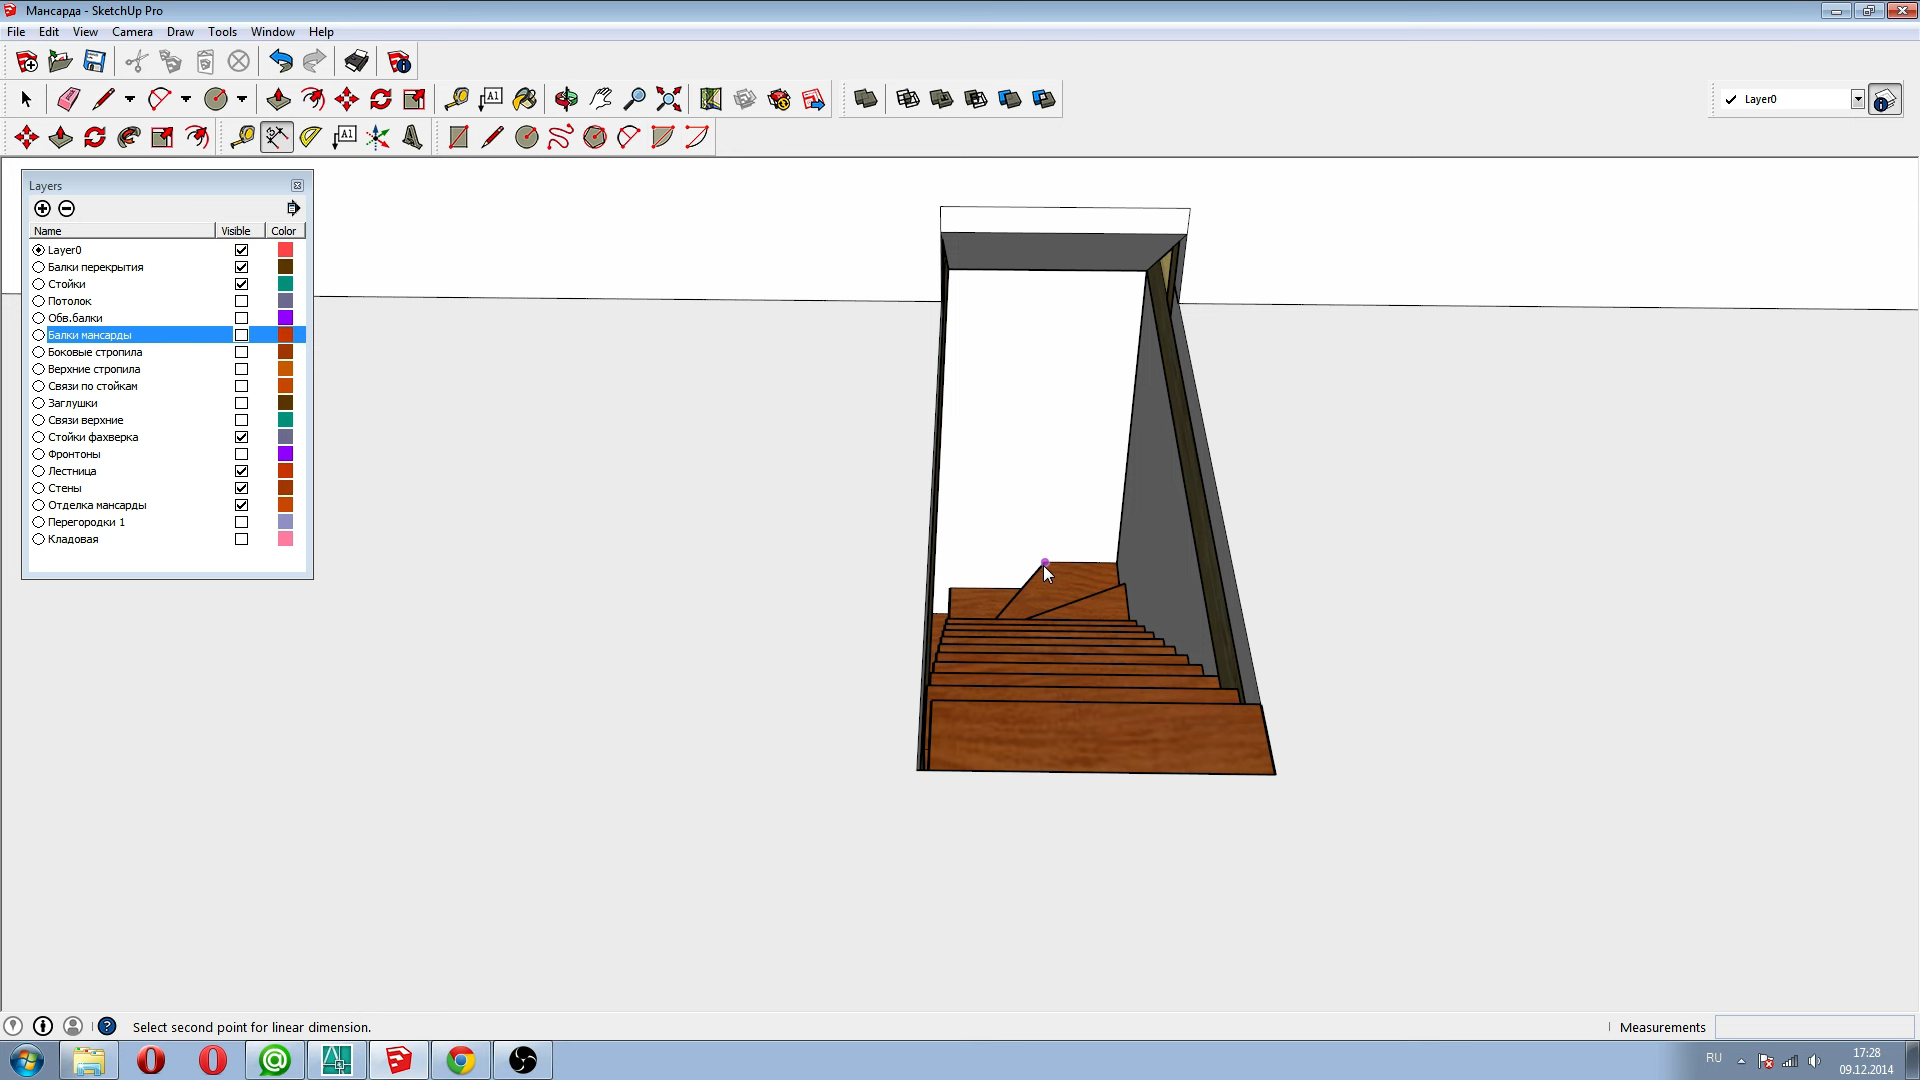 Мансарда - SketchUp Pro
File Edit View Camera Draw Tools Window Help
A1
Layer0
A1
Layers
Name Visible Color
Layer0
Балки перекрытия
Стойки
Потолок
Обв.балки
Балки мансарды
Боковые стропила
Верхние стропила
Связи по стойкам
Заглушки
Связи верхние
Стойки фахверка
Фронтоны
Лестница
Стены
Отделка мансарды
Перегородки 1
Кладовая
Select second point for linear dimension.
Measurements
RU
17:28
09.12.2014